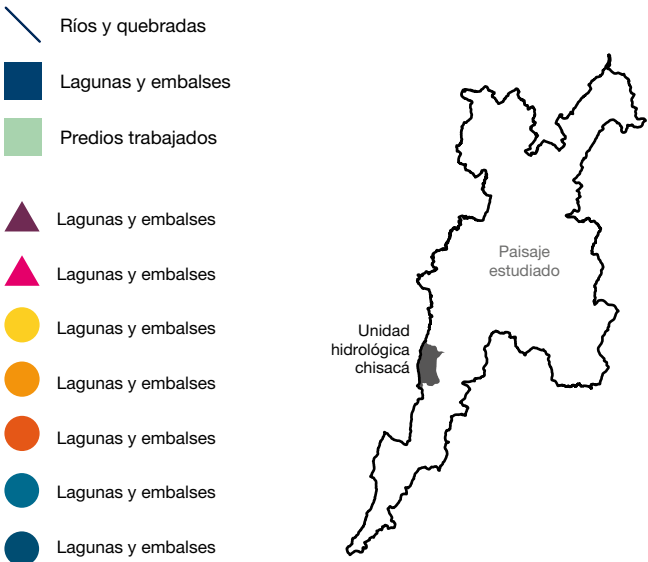 Ríos y quebradas
Lagunas y embalses
Predios trabajados
Lagunas y embalses
Lagunas y embalses
Lagunas y embalses
Lagunas y embalses
Lagunas y embalses
Lagunas y embalses
Lagunas y embalses
Paisaje
estudiado
Unidad
hidrológica
chisacá